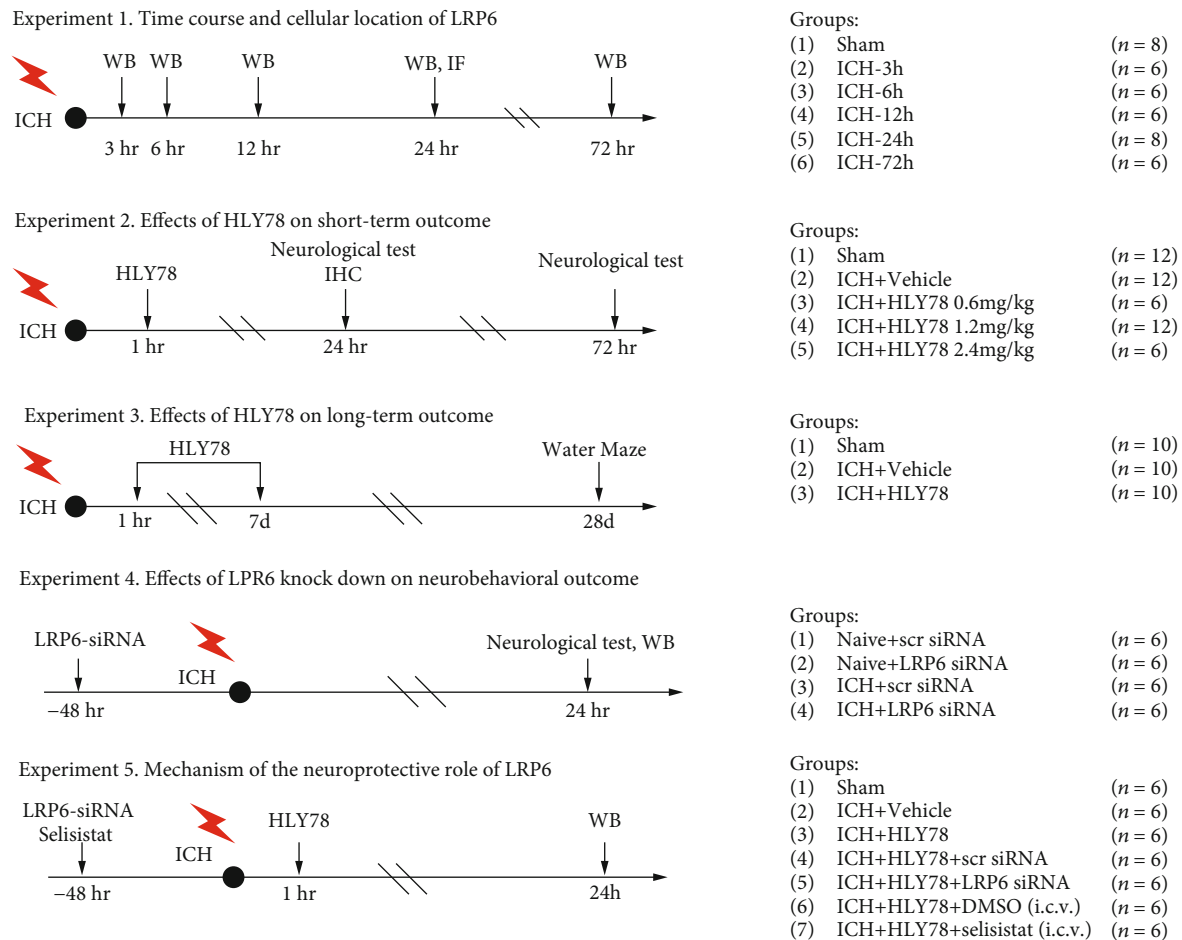 Experiment 1. Time course and cellular location of LRP6
WB WB WB WB, IF WB
ICH
3 hr 6 hr 12 hr 24 hr 72 hr
Groups:
(1) Sham (n = 8)
(2) ICH-3h (n = 6)
(3) ICH-6h (n = 6)
(4) ICH-12h (n = 6)
(5) ICH-24h (n = 8)
(6) ICH-72h (n = 6)
Experiment 2. Effects of HLY78 on short-term outcome
Neurological test
HLY78 IHC Neurological test
ICH
1 hr 24 hr 72 hr
Groups:
(1) Sham (n = 12)
(2) ICH+Vehicle (n = 12)
(3) ICH+HLY78 0.6mg/kg (n = 6)
(4) ICH+HLY78 1.2mg/kg (n = 12)
(5) ICH+HLY78 2.4mg/kg (n = 6)
Experiment 3. Effects of HLY78 on long-term outcome
HLY78 Water Maze
ICH
1 hr 7d 28d
Groups:
(1) Sham (n = 10)
(2) ICH+Vehicle (n = 10)
(3) ICH+HLY78 (n = 10)
Experiment 4. Effects of LPR6 knock down on neurobehavioral outcome
LRP6-siRNA Neurological test, WB
ICH
−48 hr 24 hr
Groups:
(1) Naive+scr siRNA (n = 6)
(2) Naive+LRP6 siRNA (n = 6)
(3) ICH+scr siRNA (n = 6)
(4) ICH+LRP6 siRNA (n = 6)
Experiment 5. Mechanism of the neuroprotective role of LRP6
LRP6-siRNA
Selisistat HLY78 WB
ICH
−48 hr 1 hr 24h
Groups:
(1) Sham (n = 6)
(2) ICH+Vehicle (n = 6)
(3) ICH+HLY78 (n = 6)
(4) ICH+HLY78+scr siRNA (n = 6)
(5) ICH+HLY78+LRP6 siRNA (n = 6)
(6) ICH+HLY78+DMSO (i.c.v.) (n = 6)
(7) ICH+HLY78+selisistat (i.c.v.) (n = 6)